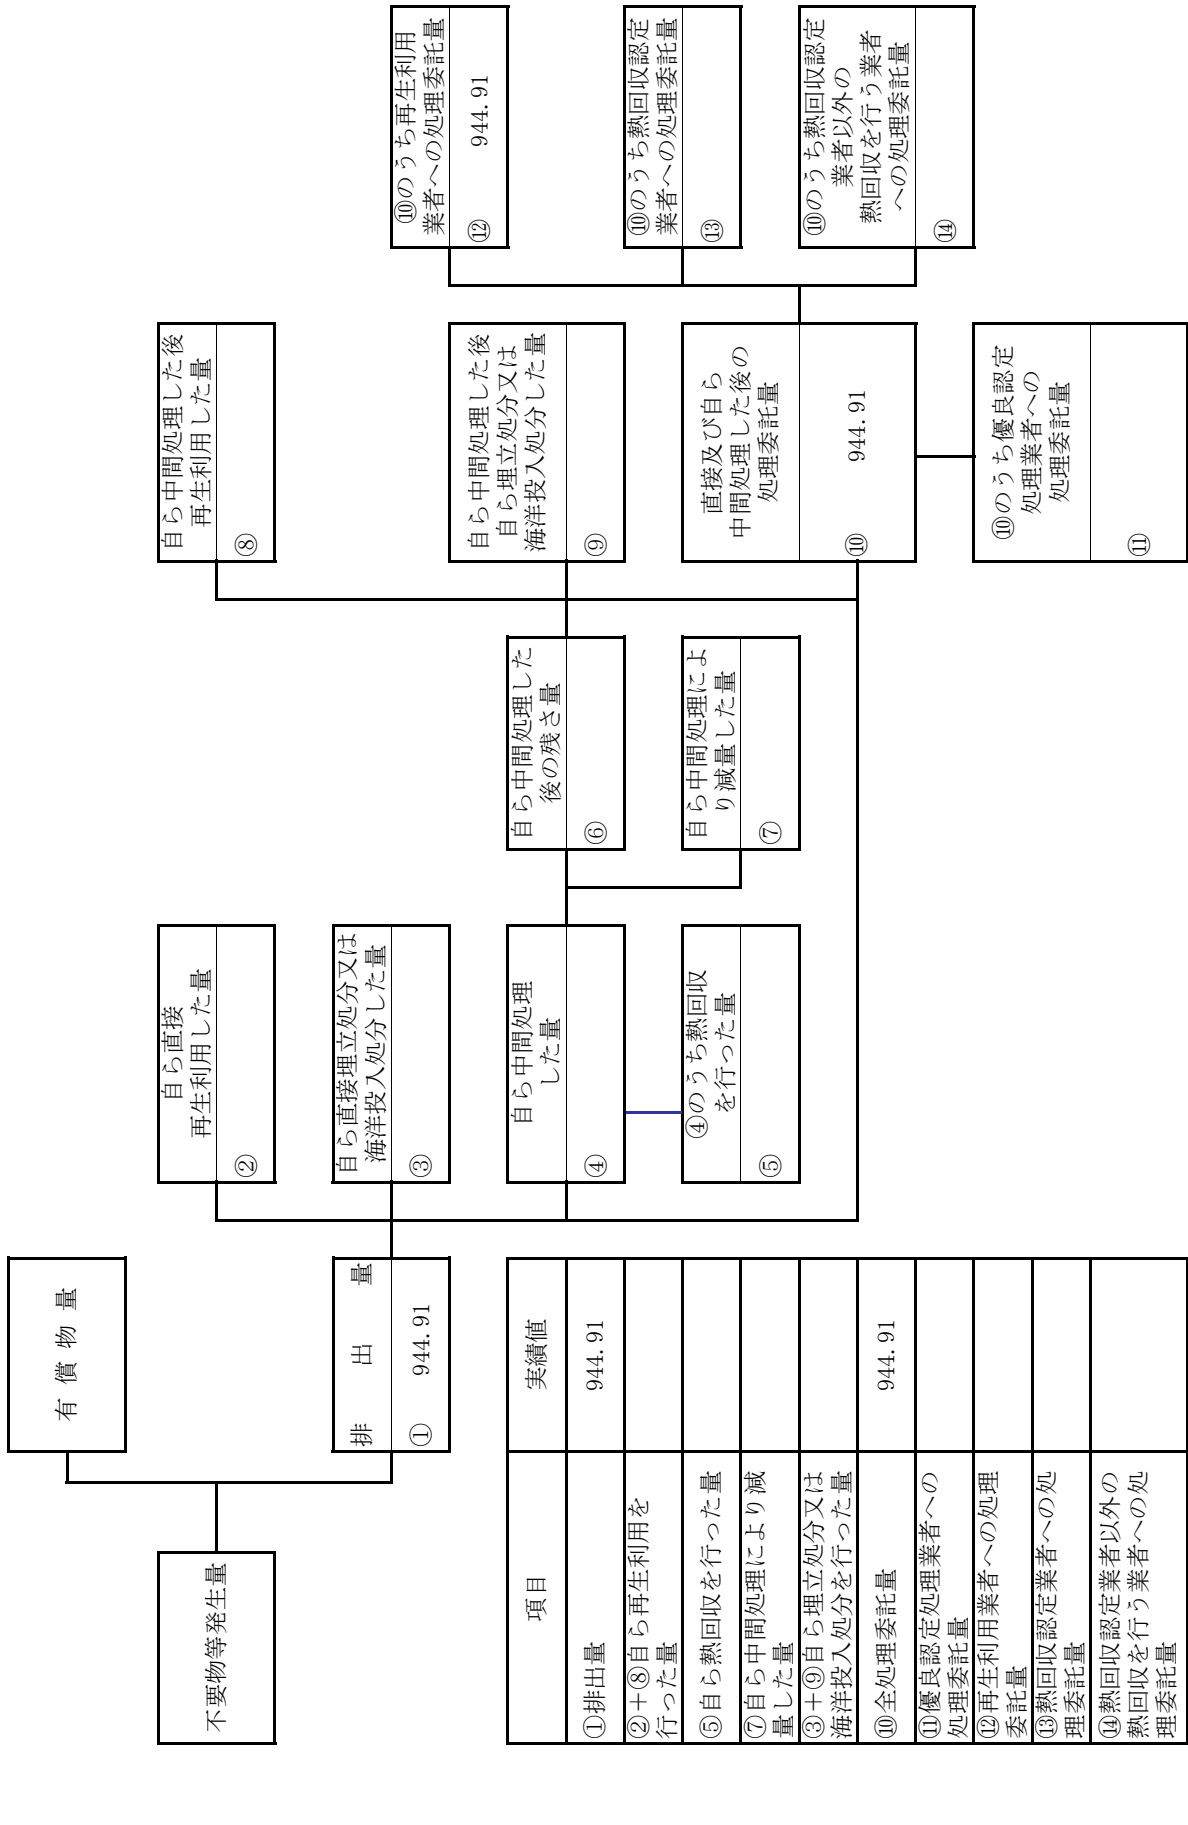 有 償 物 量
不要物等発生量
排 出 量
① 944.91
自ら直接
再生利用した量
②
自ら直接埋立処分又は
海洋投入処分した量
③
自ら中間処理
した量
④
④のうち熱回収
を行った量
⑤
自ら中間処理した
後の残さ量
⑥
自ら中間処理によ
り減量した量
⑦
自ら中間処理した後
再生利用した量
⑧
自ら中間処理した後
自ら埋立処分又は
海洋投入処分した量
⑨
直接及び自ら
中間処理した後の
処理委託量
⑩ 944.91
⑩のうち優良認定
処理業者への
処理委託量
⑪
⑩のうち再生利用
業者への処理委託量
⑫ 944.91
⑩のうち熱回収認定
業者への処理委託量
⑬
⑩のうち熱回収認定
業者以外の
熱回収を行う業者
への処理委託量
⑭
項目 実績値
①排出量 944.91
②+⑧自ら再生利用を
行った量
⑤自ら熱回収を行った量
⑦自ら中間処理により減
量した量
③+⑨自ら埋立処分又は
海洋投入処分を行った量
⑩全処理委託量 944.91
⑪優良認定処理業者への
処理委託量
⑫再生利用業者への処理
委託量
⑬熱回収認定業者への処
理委託量
⑭熱回収認定業者以外の
熱回収を行う業者への処
理委託量